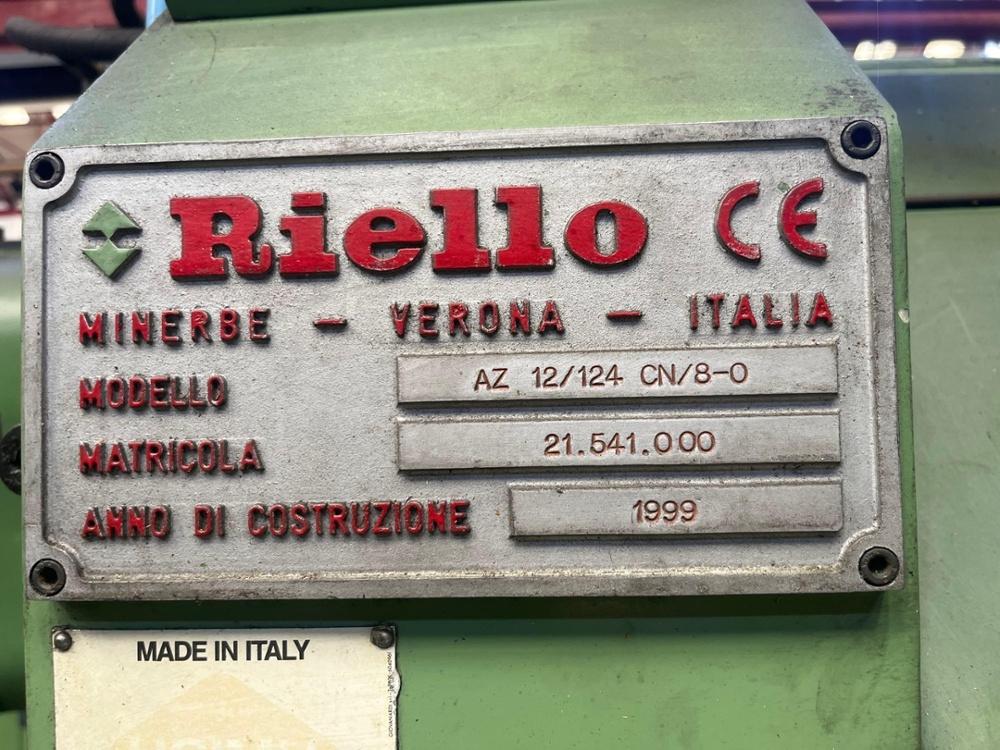 Riello CE
MINERBE - VERONA - ITALIA
MODELLO AZ 12/124 CN/8-O
MATRICOLA 21.541.000
ANNO DI COSTRUZIONE 1999
MADE IN ITALY